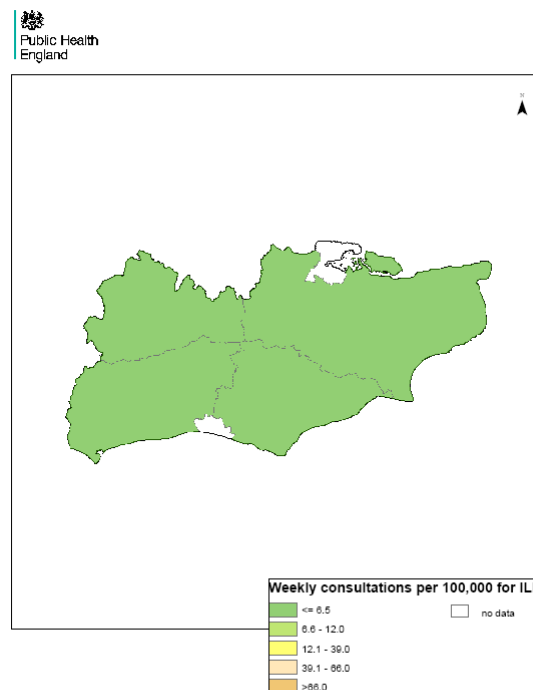 Public Health
England
N
Weekly consultations per 100,000 for IL
<= 6.5
no data
6.6 - 12.0
12.1 - 39.0
39.1 - 66.0
>66.0